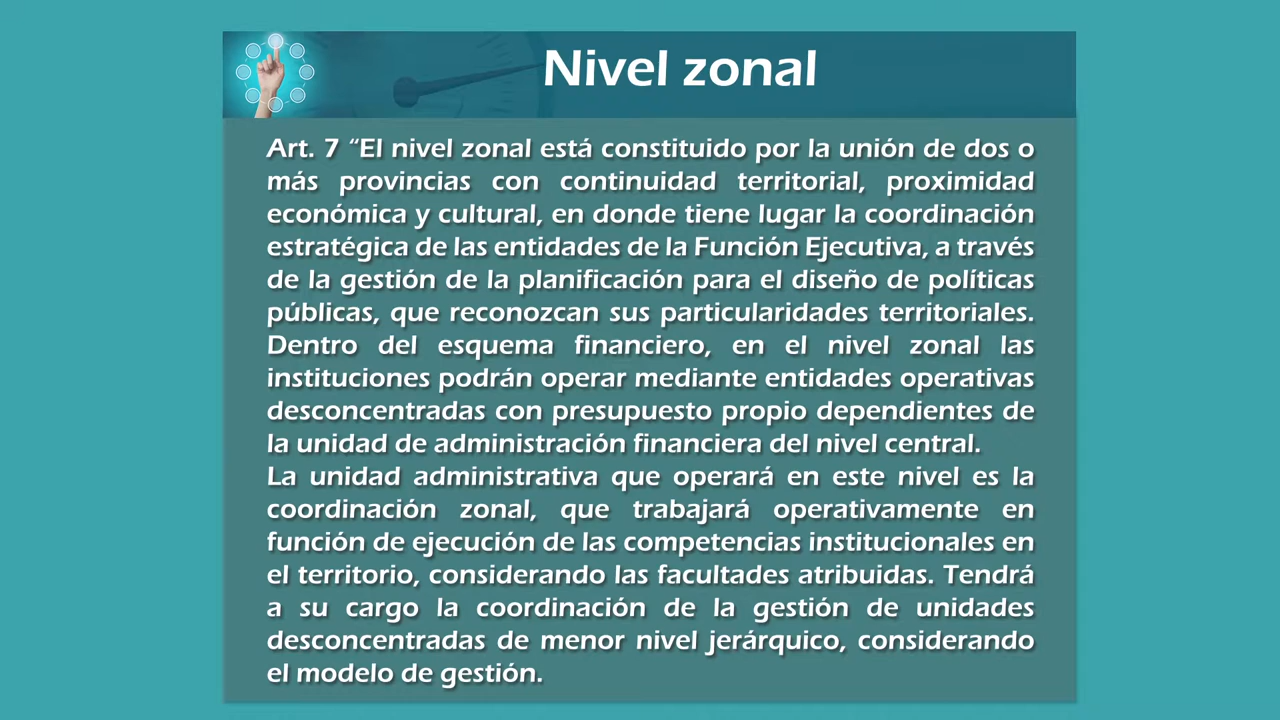 Nivel zonal
Art. 7 “El nivel zonal está constituido por la unión de dos o
más provincias con continuidad territorial, proximidad
económica y cultural, en donde tiene lugar la coordinación
estratégica de las entidades de la Función Ejecutiva, a través
de la gestión de la planificación para el diseño de políticas
públicas, que reconozcan sus particularidades territoriales.
Dentro del esquema financiero, en el nivel zonal las
instituciones podrán operar mediante entidades operativas
desconcentradas con presupuesto propio dependientes de
la unidad de administración financiera del nivel central.
La unidad administrativa que operará en este nivel es la
coordinación zonal, que trabajará operativamente en
función de ejecución de las competencias institucionales en
el territorio, considerando las facultades atribuidas. Tendrá
a su cargo la coordinación de la gestión de unidades
desconcentradas de menor nivel jerárquico, considerando
el modelo de gestión.